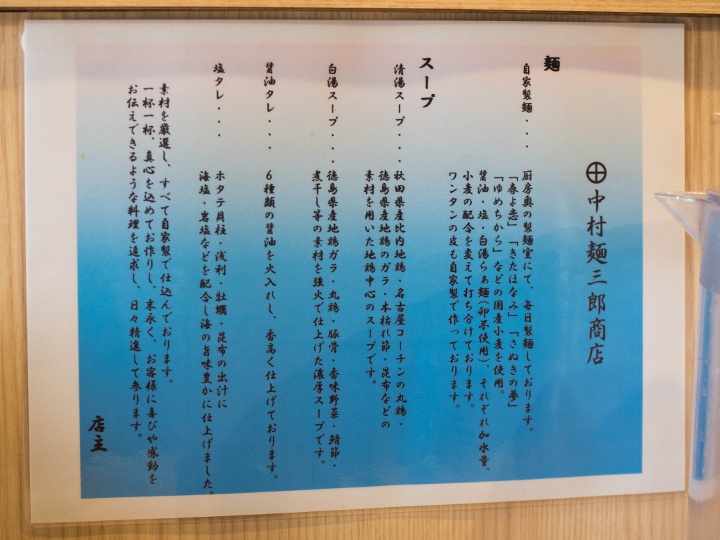 ⊕中村麺三郎商店
麺
自家製麺・・・
厨房奥の製麺室にて、毎日製麺しております。
「春よ恋」「きたほなみ」「さぬきの夢」
「ゆめちから」などの国産小麦を使用。
醤油・塩・白湯らぁ麺(卵不使用)、それぞれ加水量、
小麦の配合を変えて打ち分けております。
ワンタンの皮も自家製で作っております。
スープ
清湯スープ・・・
秋田県産比内地鶏・名古屋コーチンの丸鶏・
徳島県産地鶏のガラ・本枯れ節・昆布などの
素材を用いた地鶏中心のスープです。
白湯スープ・・・
徳島県産地鶏ガラ・丸鶏・豚骨・香味野菜・鯖節・
煮干し等の素材を強火で仕上げた濃厚スープです。
醤油タレ・・・
6種類の醤油を火入れし、香高く仕上げております。
塩タレ・・・
ホタテ貝柱・浅利・牡蠣・昆布の出汁に
海塩・岩塩などを配合し海の旨味豊かに仕上げました。
素材を厳選し、すべて自家製で仕込んでおります。
一杯一杯、真心を込めてお作りし、末永く、お客様に喜びや感動を
お伝えできるような料理を追求し、日々精進して参ります。
店主